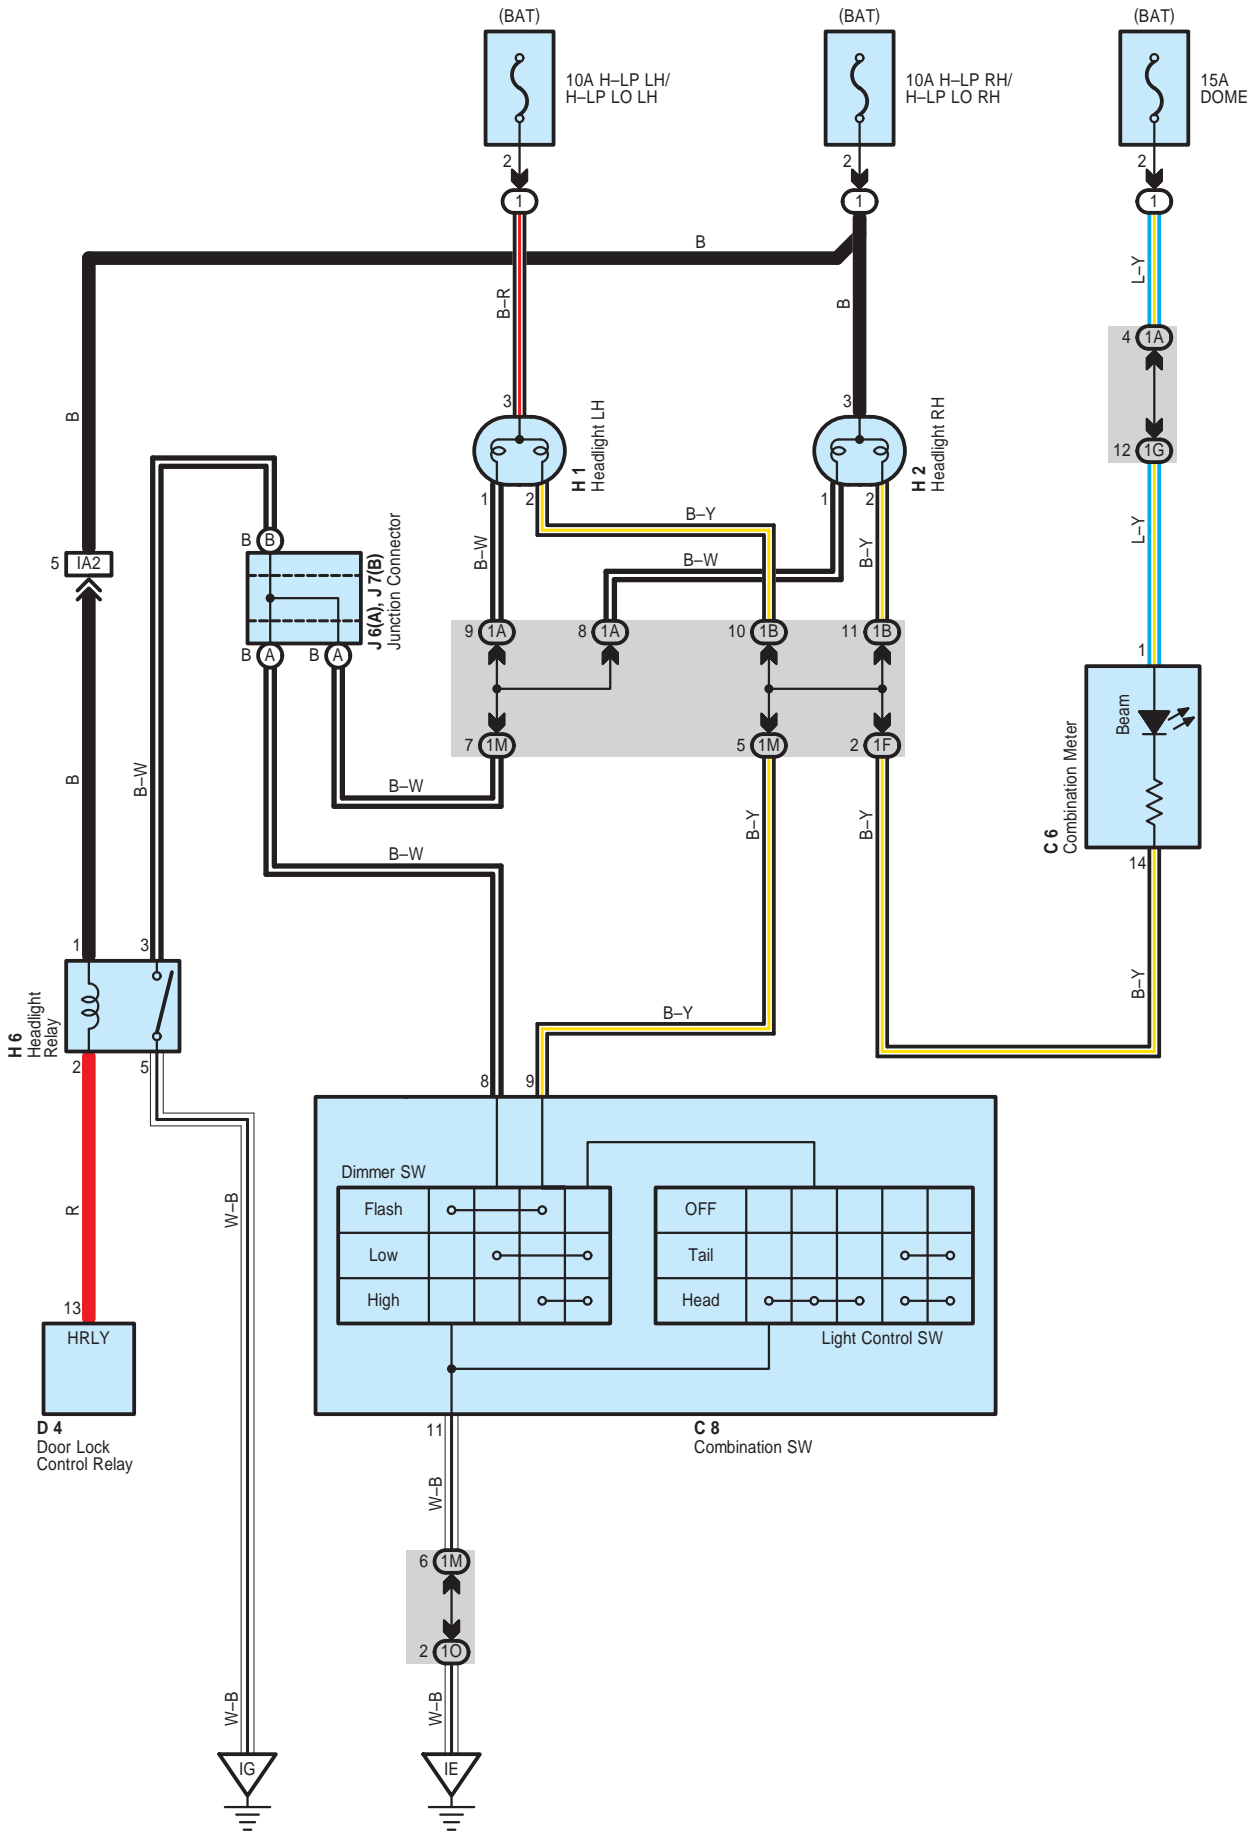 (BAT)
(BAT)
(BAT)
10A H–LP LH/
H–LP LO LH
10A H–LP RH/
H–LP LO RH
15A
DOME
2
2
2
1
1
1
B
L–Y
B–R
B
4 1A
3
3
B
H 1
Headlight LH
H 2
Headlight RH
12 1G
1
2
1
2
B–Y
L–Y
B B
J 6(A), J 7(B)
Junction Connector
B–W
B–W
B–Y
5 IA2
9 1A
8 1A
10 1B
11 1B
B A
B A
1
Beam
C 6
Combination Meter
7 1M
5 1M
2 1F
B
B–W
B–W
B–Y
B–Y
B–W
14
1
3
B–Y
B–Y
H 6
Headlight
Relay
2
5
8
9
Dimmer SW
Flash
OFF
R
W–B
Low
Tail
High
Head
13
HRLY
Light Control SW
D 4
Door Lock
Control Relay
11
C 8
Combination SW
W–B
6 1M
2 1O
W–B
W–B
IG
IE